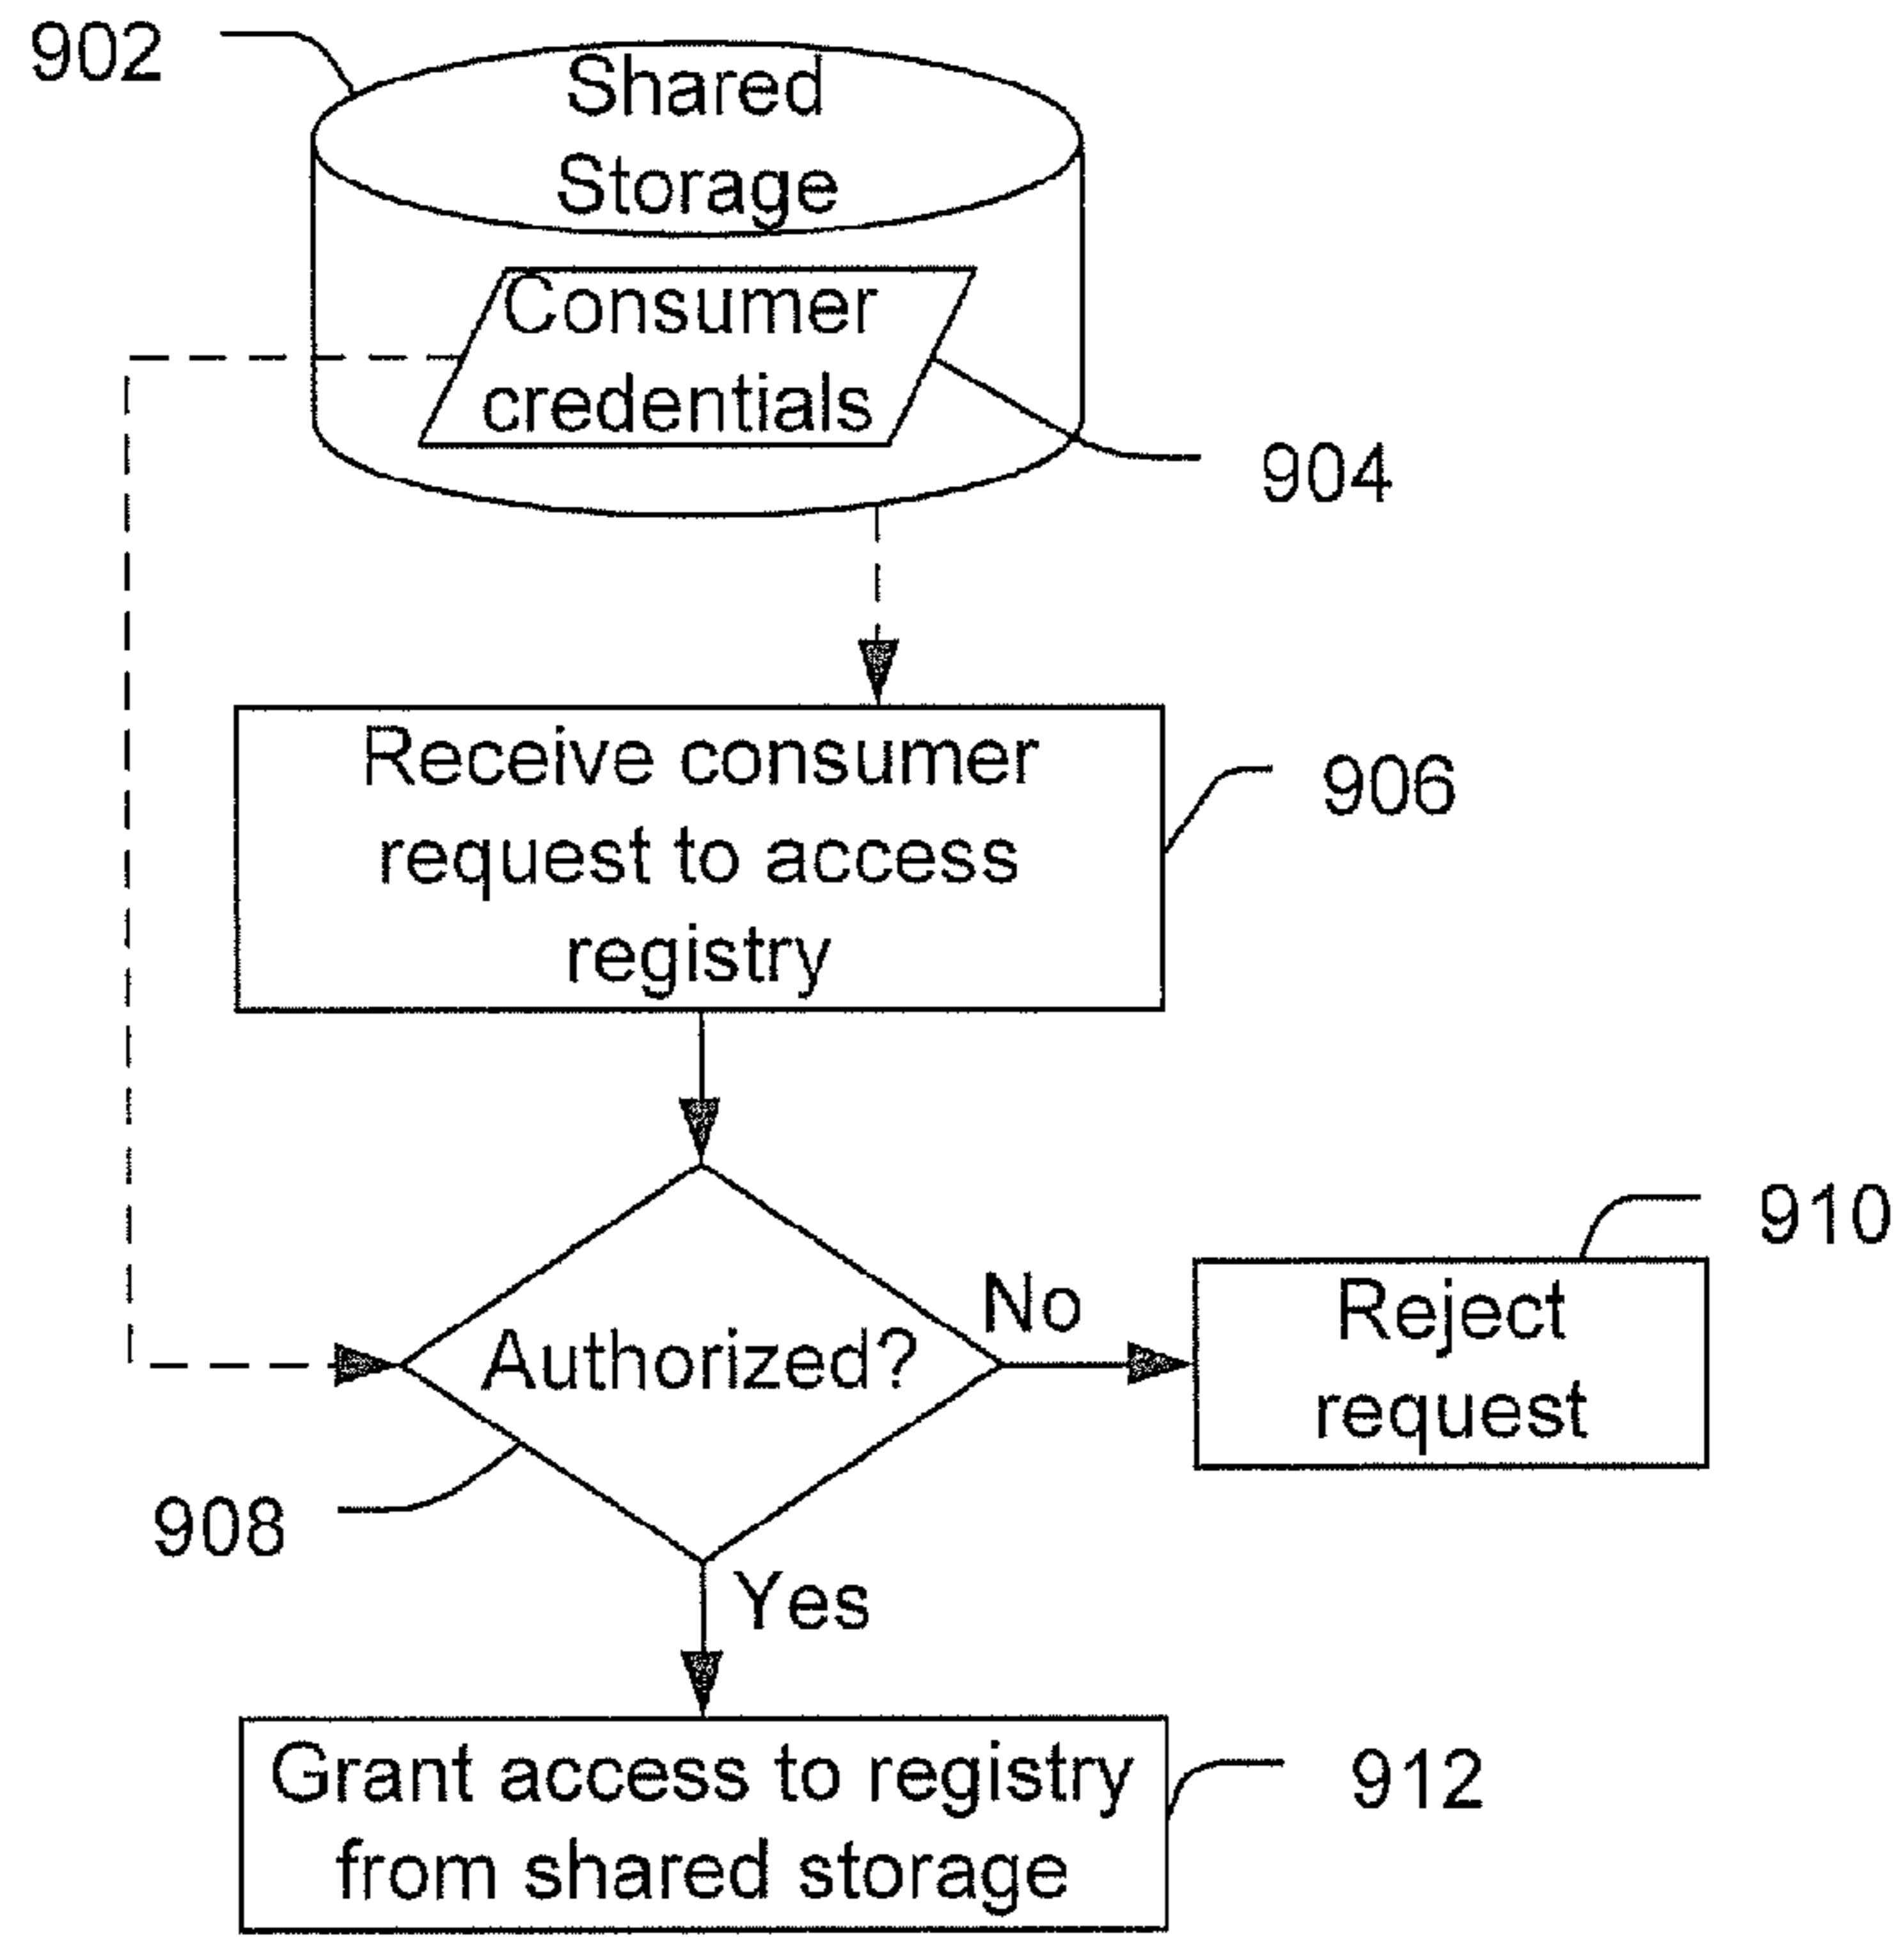 902
Shared
Storage
Consumer
credentials
904
Receive consumer
request to access
registry
906
910
No
Reject
request
Authorized?
908
Yes
Grant access to registry
from shared storage
912